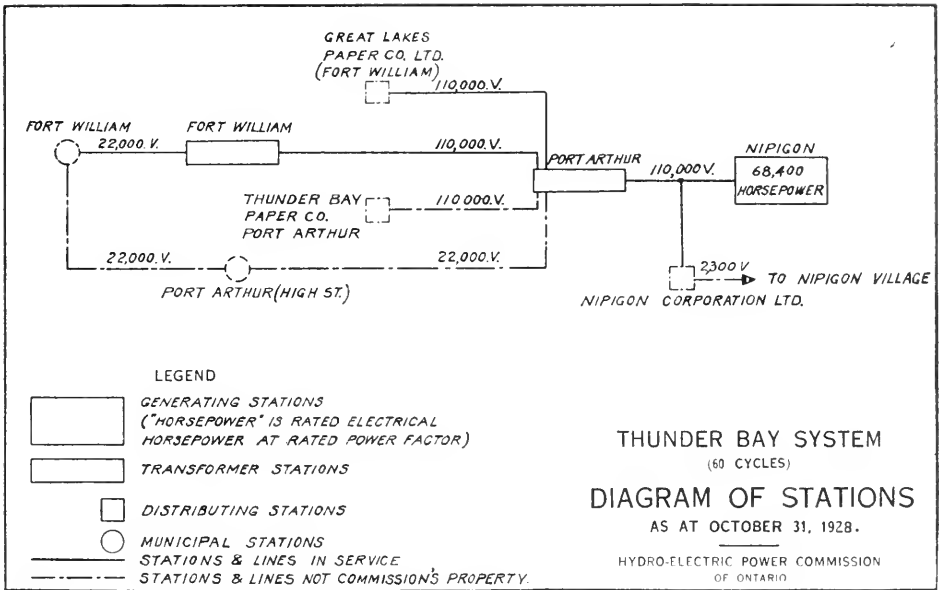 GREAT LAKES
PAPER CO. LTD.
(FORT WILLIAM)
110,000.V.
FORT WILLIAM
22,000.V.
FORT WILLIAM
110,000.V.
PORT ARTHUR
110,000V.
NIPIGON
68,400
HORSEPOWER
THUNDER BAY
PAPER CO.
PORT ARTHUR
110,000.V.
22,000.V.
22,000.V.
PORT ARTHUR (HIGH ST.)
2,300 V
TO NIPIGON VILLAGE
NIPIGON CORPORATION LTD.
LEGEND
GENERATING STATIONS
("HORSEPOWER" IS RATED ELECTRICAL
HORSEPOWER AT RATED POWER FACTOR)
TRANSFORMER STATIONS
DISTRIBUTING STATIONS
MUNICIPAL STATIONS
STATIONS & LINES IN SERVICE
STATIONS & LINES NOT COMMISSION'S PROPERTY.
THUNDER BAY SYSTEM
(60 CYCLES)
DIAGRAM OF STATIONS
AS AT OCTOBER 31, 1928.
HYDRO-ELECTRIC POWER COMMISSION
OF ONTARIO